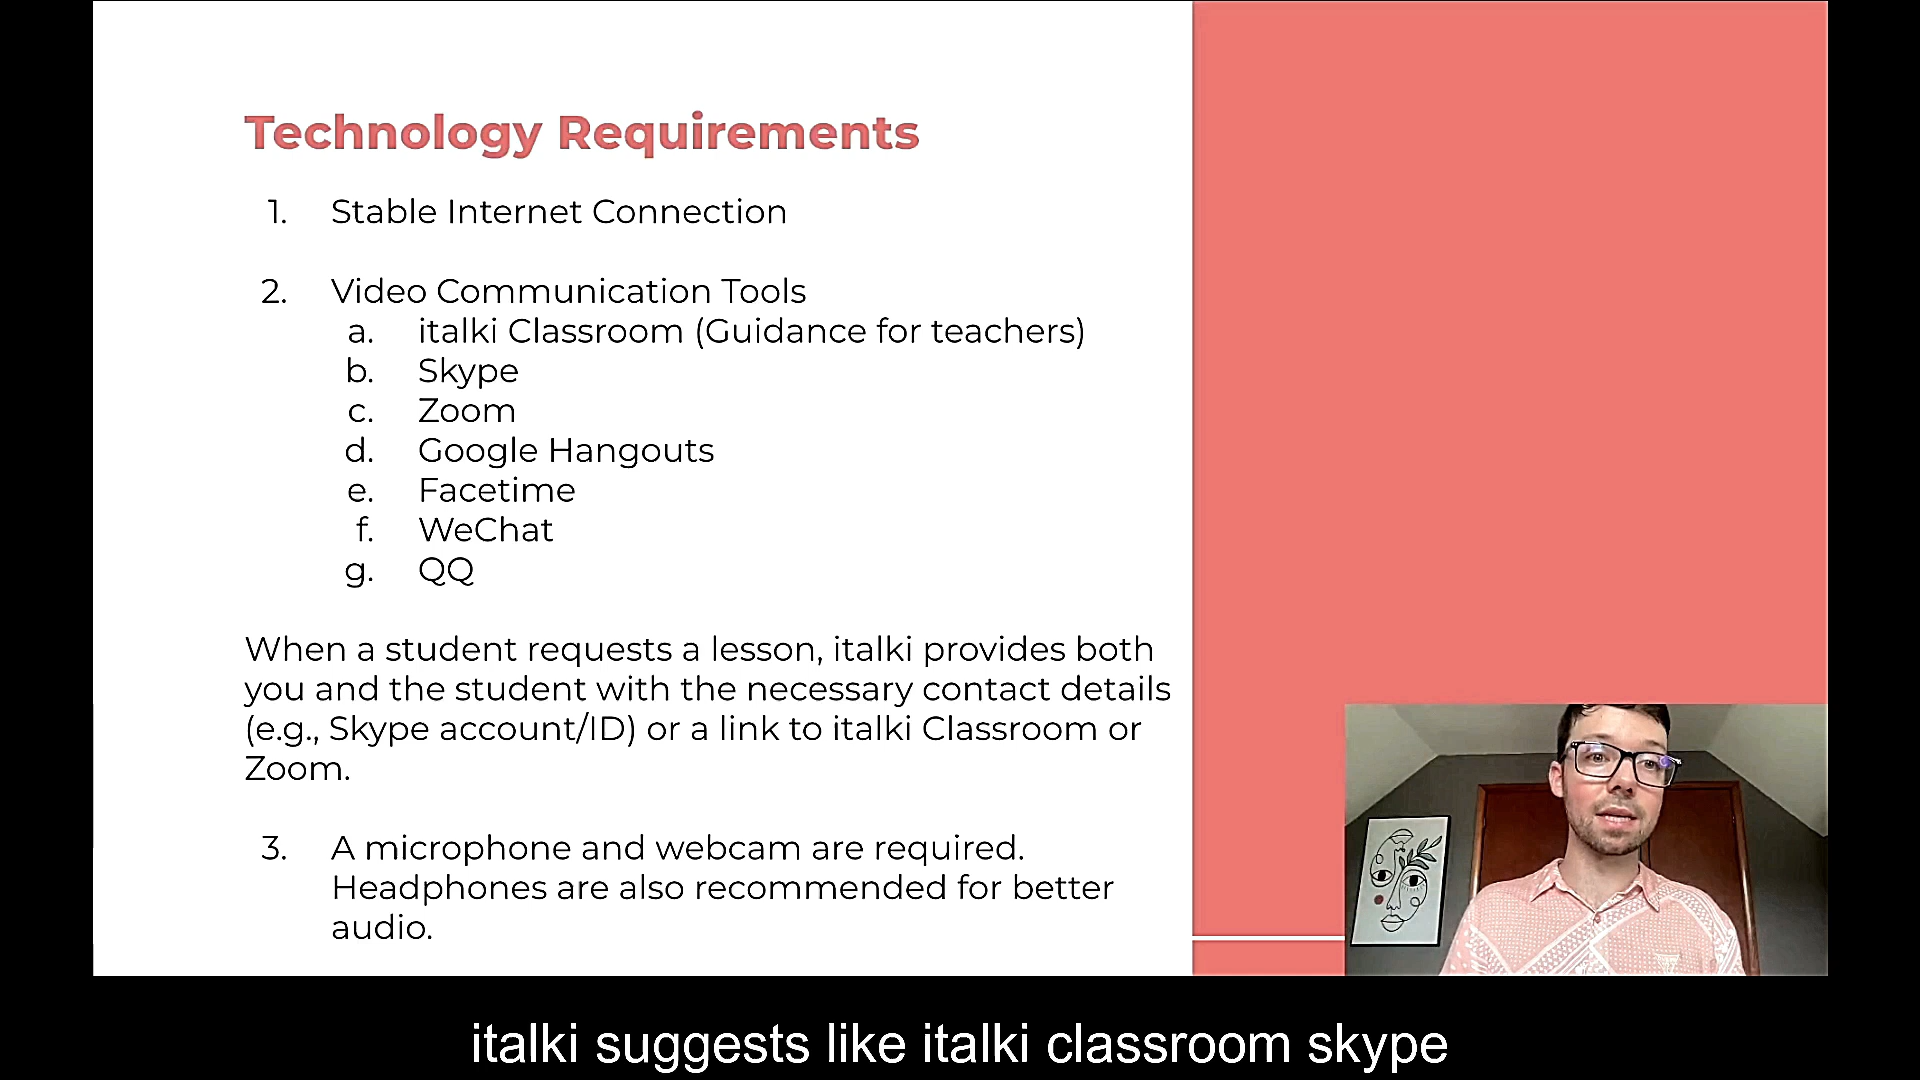 Technology Requirements
1. Stable Internet Connection
2. Video Communication Tools
a. italki Classroom (Guidance for teachers)
b. Skype
c. Zoom
d. Google Hangouts
e. Facetime
f. WeChat
g. QQ
When a student requests a lesson, italki provides both
you and the student with the necessary contact details
(e.g., Skype account/ID) or a link to italki Classroom or
Zoom.
3. A microphone and webcam are required.
Headphones are also recommended for better
audio.
italki suggests like italki classroom skype